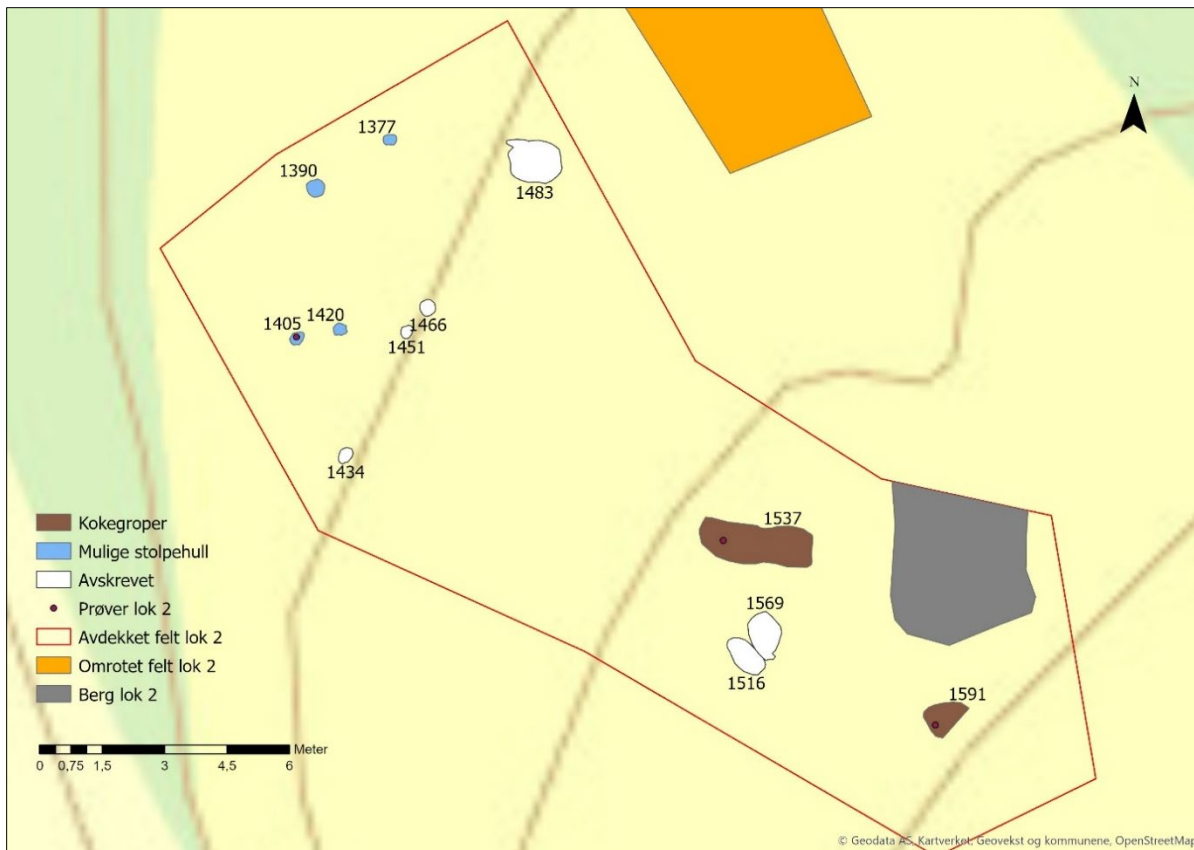 N
1377
1390
1483
1405
1420
1466
1451
1434
1537
1569
1516
1591
Kokegroper
Mulige stolpehull
Avskrevet
Prøver lok 2
Avdekket felt lok 2
Omrotet felt lok 2
Berg lok 2
Meter
0 0,75 1,5 3 4,5 6
© Geodata AS, Kartverket, Geovekst og kommunene, OpenStreetMap